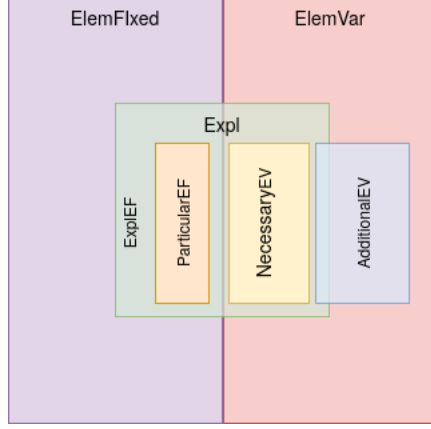 ElemFIxed
ElemVar
Expl
ExplEF
ParticularEF
NecessaryEV
AdditionalEV